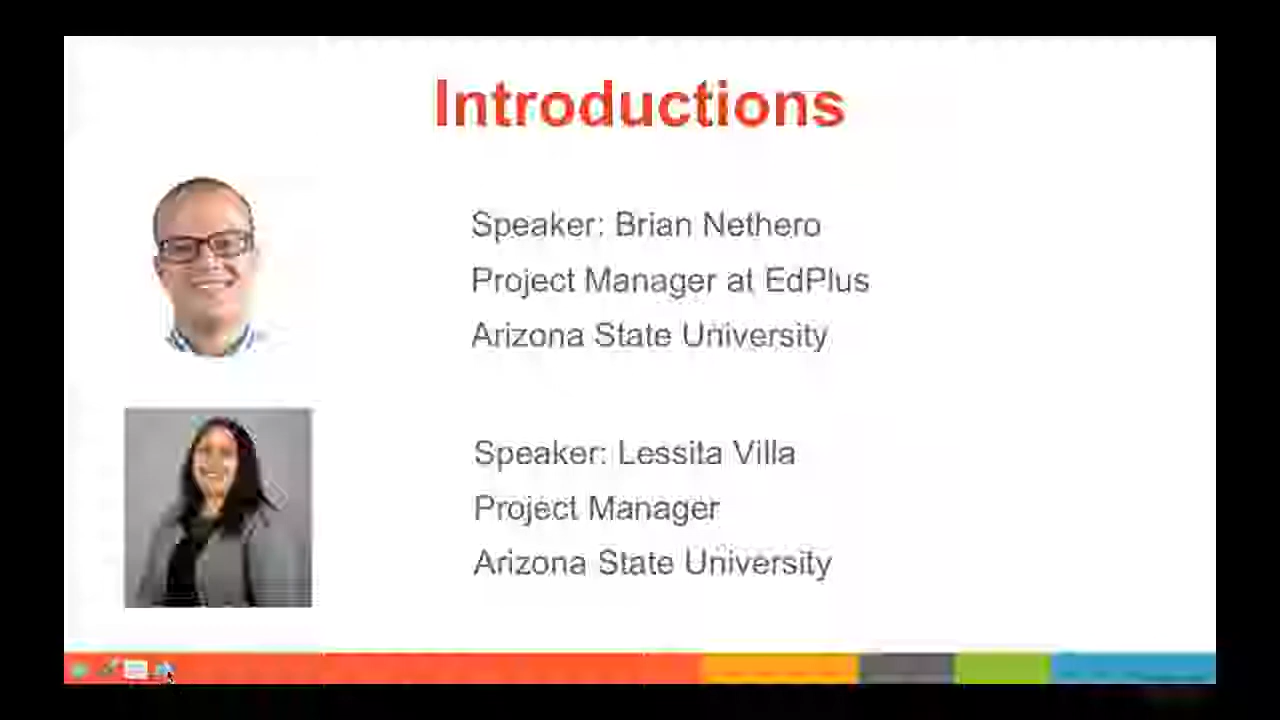 Introductions
Speaker: Brian Nethero
Project Manager at EdPlus
Arizona State University
Speaker: Lessita Villa
Project Manager
Arizona State University